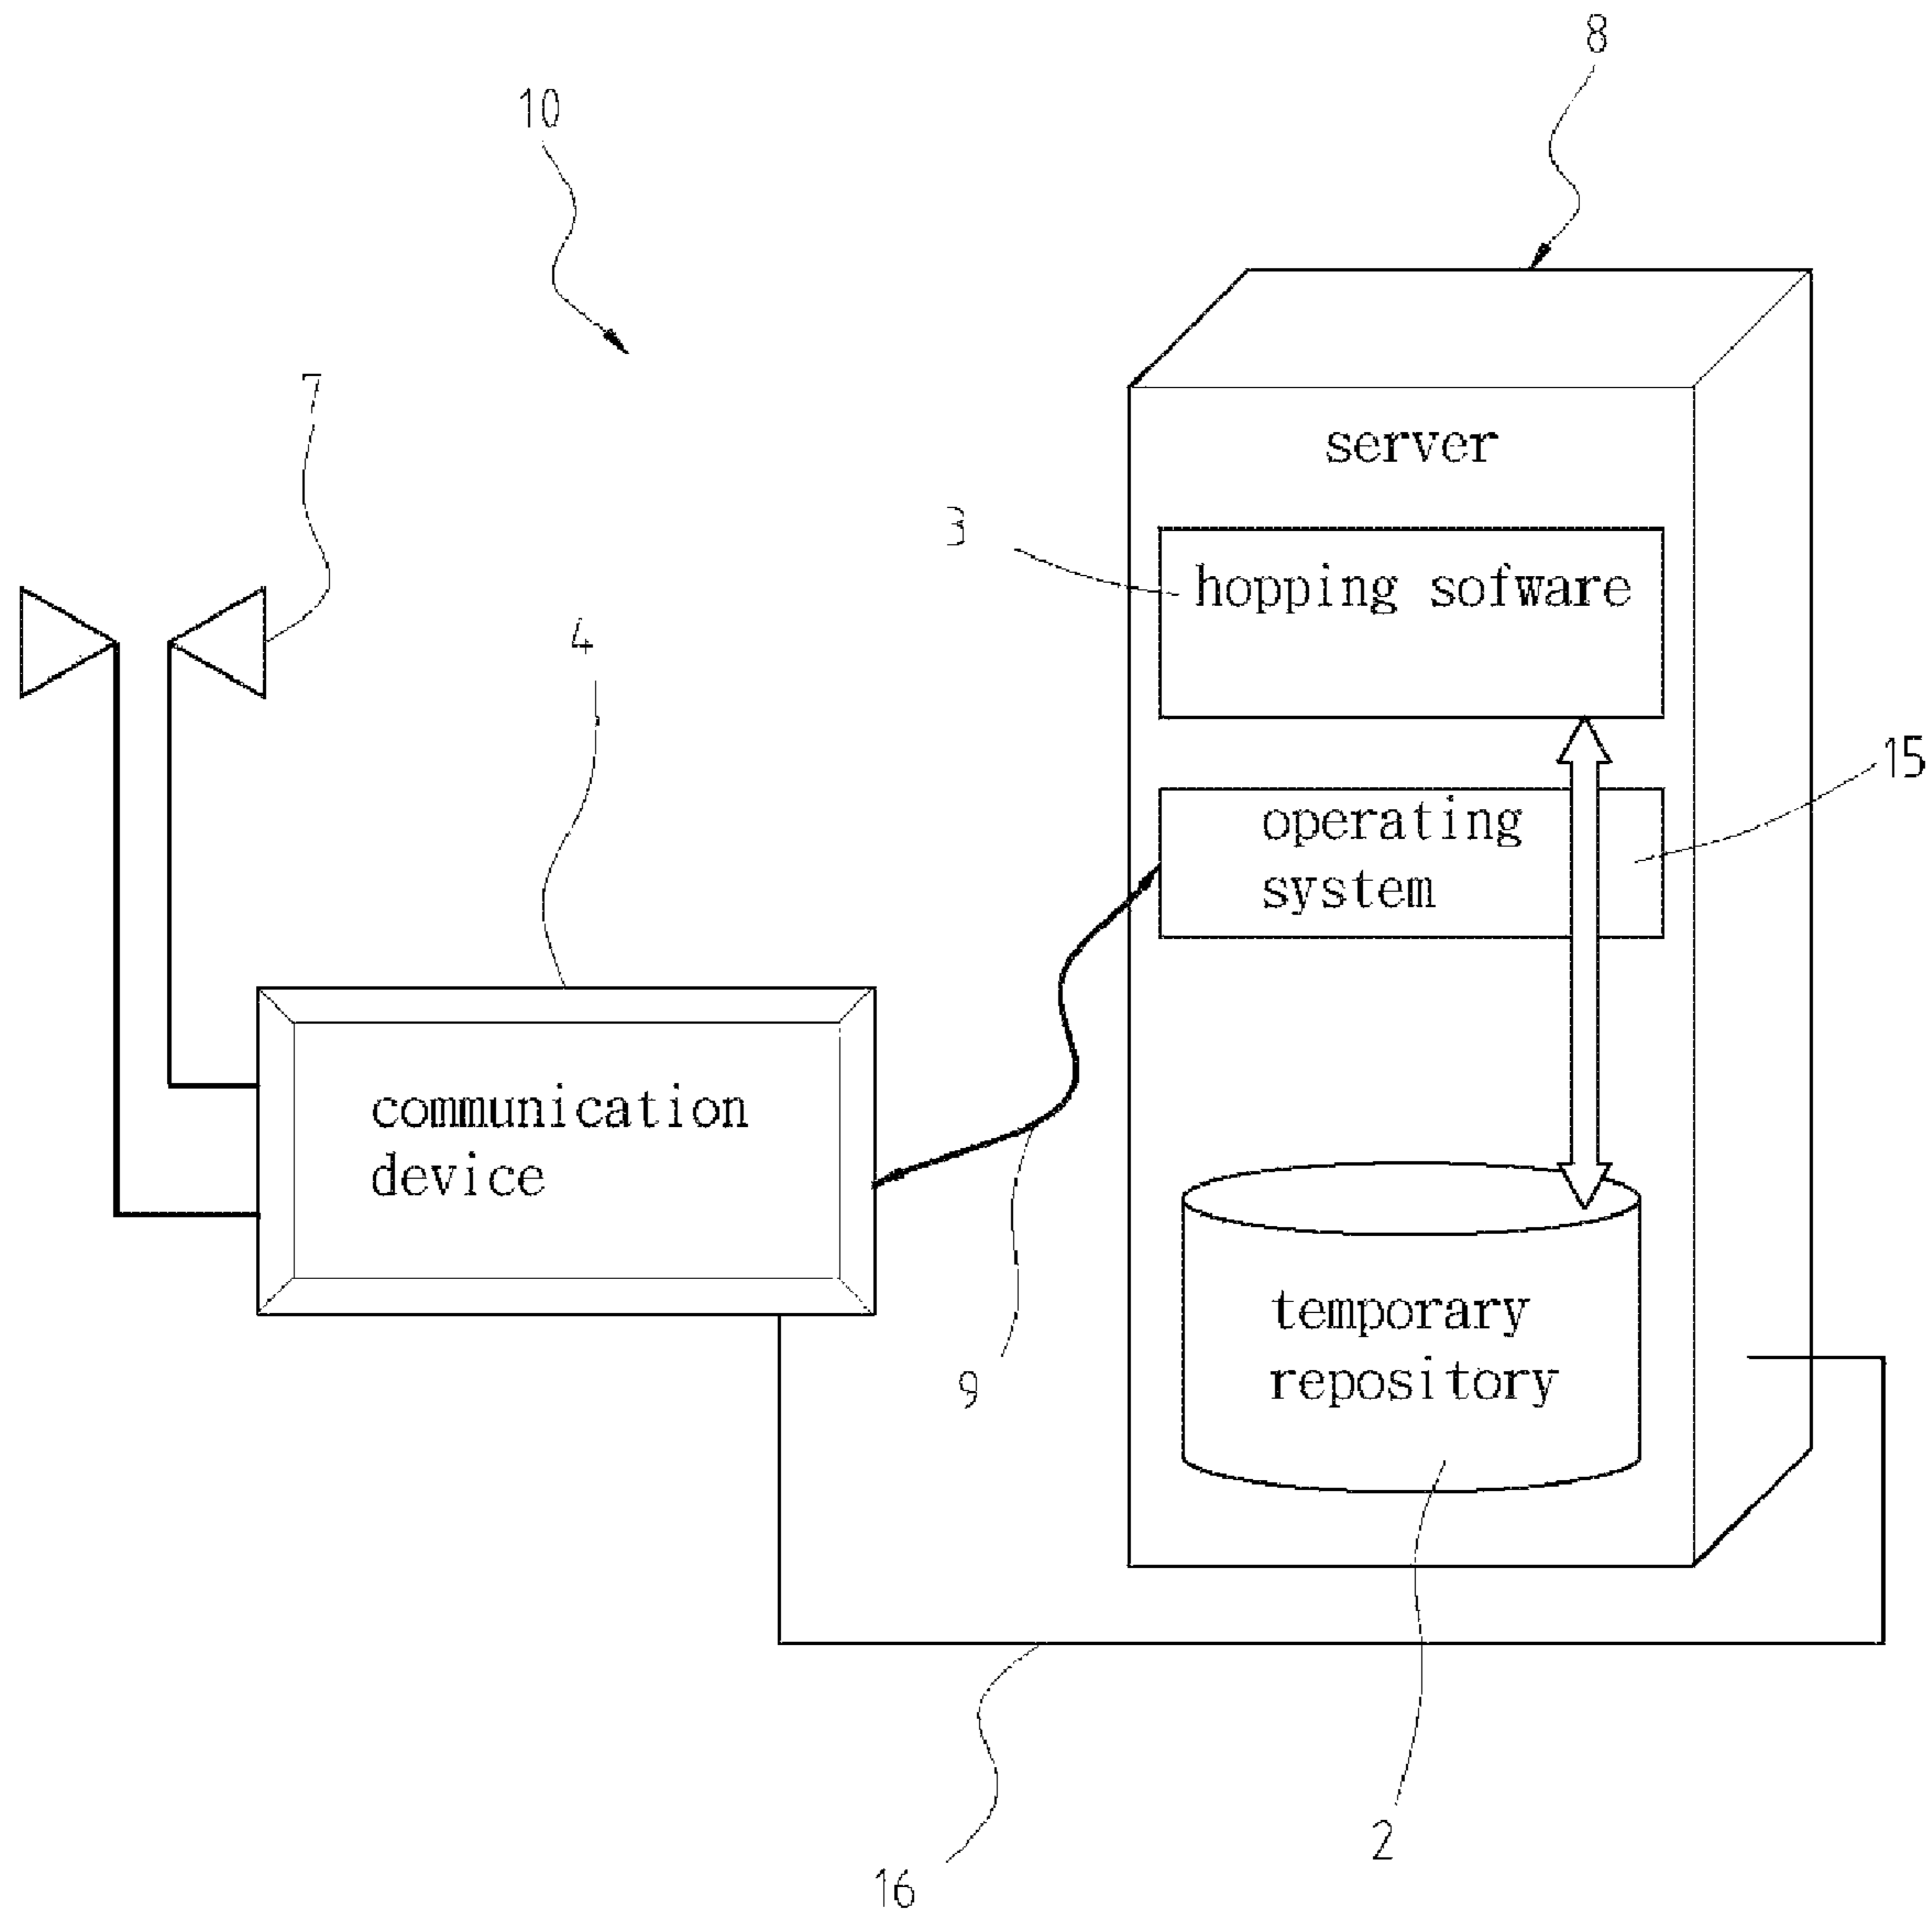 8
10
7
server
3
hopping sofware
4
15
operating
system
communication
device
temporary
repository
9
2
16